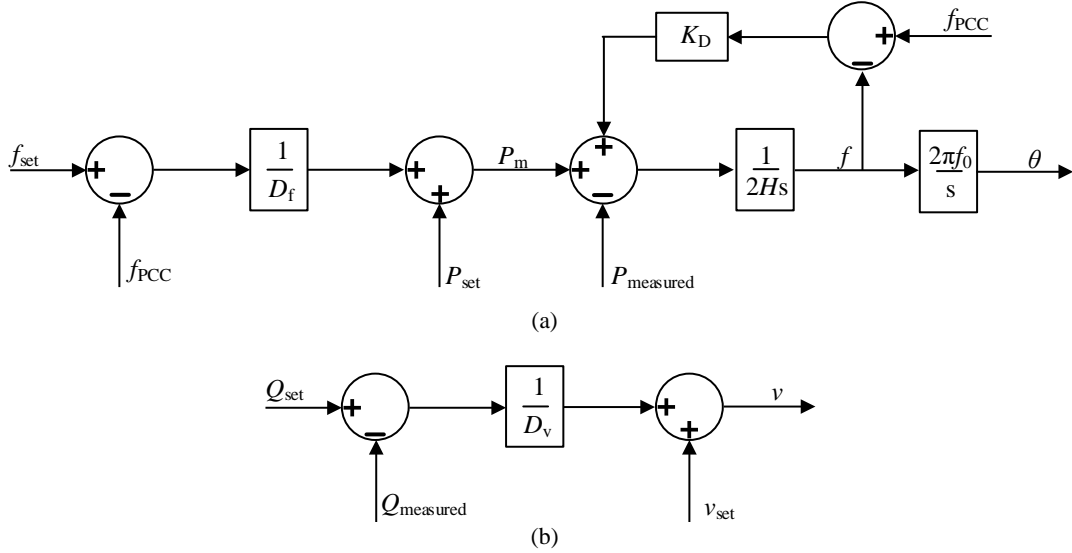 f_PCC
K_D
+
−
+
f_set
+
−
1/D_f
+
+
P_m
+
+
−
1/2Hs
f
2πf_0/s
θ
f_PCC
P_set
P_measured
(a)
Q_set
+
−
1/D_v
+
+
v
Q_measured
v_set
(b)